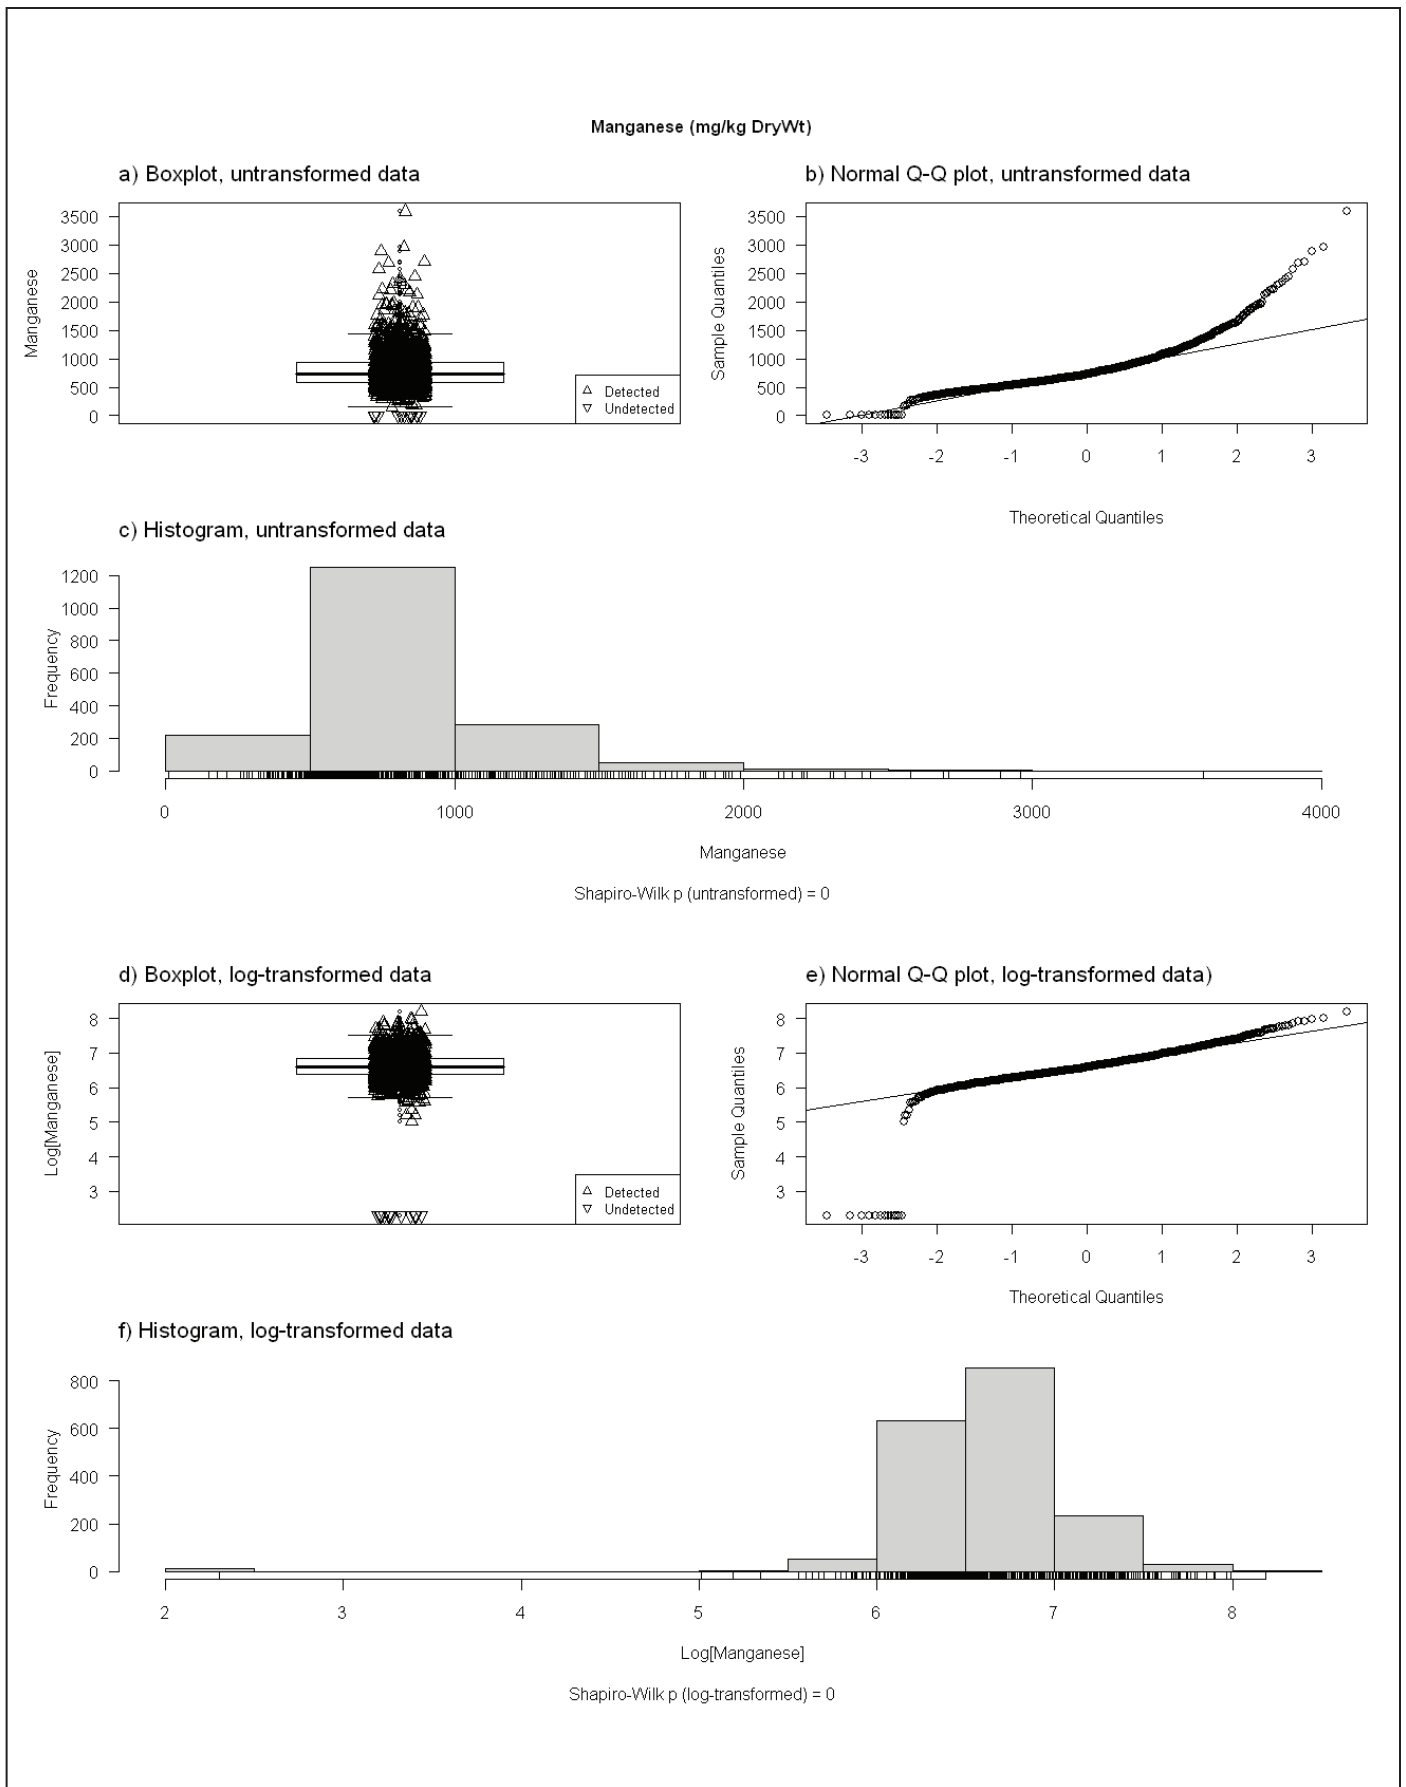 Manganese (mg/kg DryWt)
a) Boxplot, untransformed data
Manganese
3500
3000
2500
2000
1500
1000
500
0
Detected
Undetected
b) Normal Q-Q plot, untransformed data
Sample Quantiles
3500
3000
2500
2000
1500
1000
500
0
-3 -2 -1 0 1 2 3
Theoretical Quantiles
c) Histogram, untransformed data
Frequency
1200
1000
800
600
400
200
0
0 1000 2000 3000 4000
Manganese
Shapiro-Wilk p (untransformed) = 0
d) Boxplot, log-transformed data
Log[Manganese]
8
7
6
5
4
3
Detected
Undetected
e) Normal Q-Q plot, log-transformed data)
Sample Quantiles
8
7
6
5
4
3
-3 -2 -1 0 1 2 3
Theoretical Quantiles
f) Histogram, log-transformed data
Frequency
800
600
400
200
0
2 3 4 5 6 7 8
Log[Manganese]
Shapiro-Wilk p (log-transformed) = 0